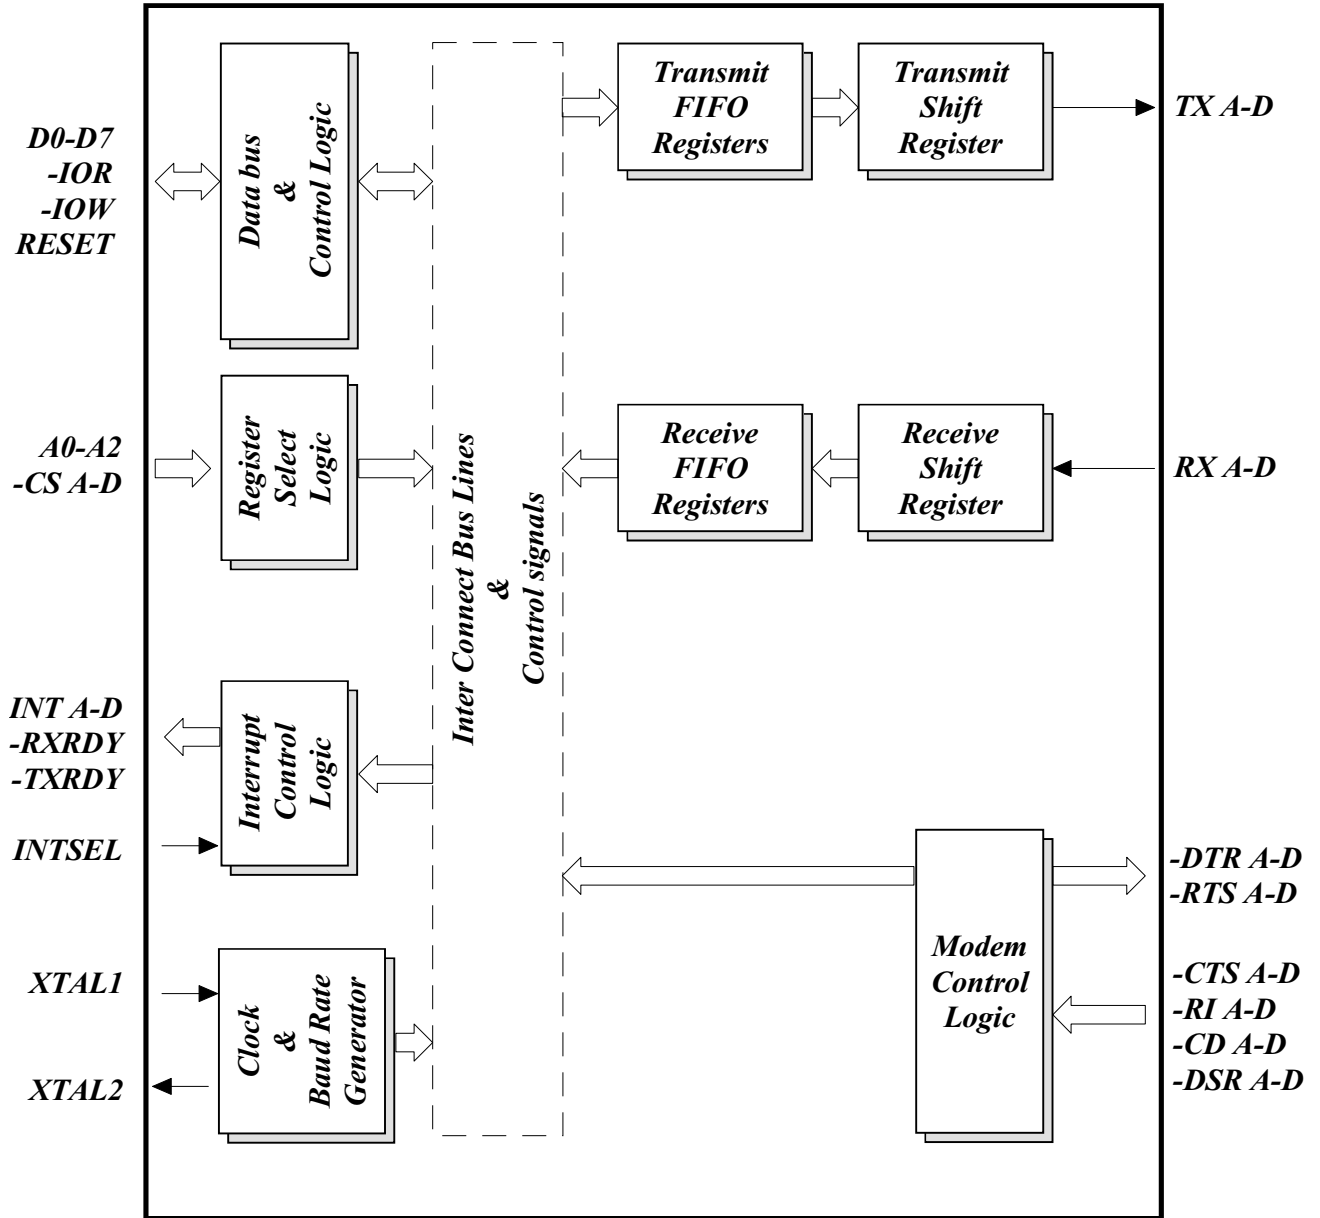 D0-D7
-IOR
-IOW
RESET
Data bus
&
Control Logic
A0-A2
-CS A-D
Register
Select
Logic
INT A-D
-RXRDY
-TXRDY
INTSEL
Interrupt
Control
Logic
XTAL1
XTAL2
Clock
&
Baud Rate
Generator
Inter Connect Bus Lines
&
Control signals
Transmit
FIFO
Registers
Transmit
Shift
Register
TX A-D
Receive
FIFO
Registers
Receive
Shift
Register
RX A-D
Modem
Control
Logic
-DTR A-D
-RTS A-D
-CTS A-D
-RI A-D
-CD A-D
-DSR A-D